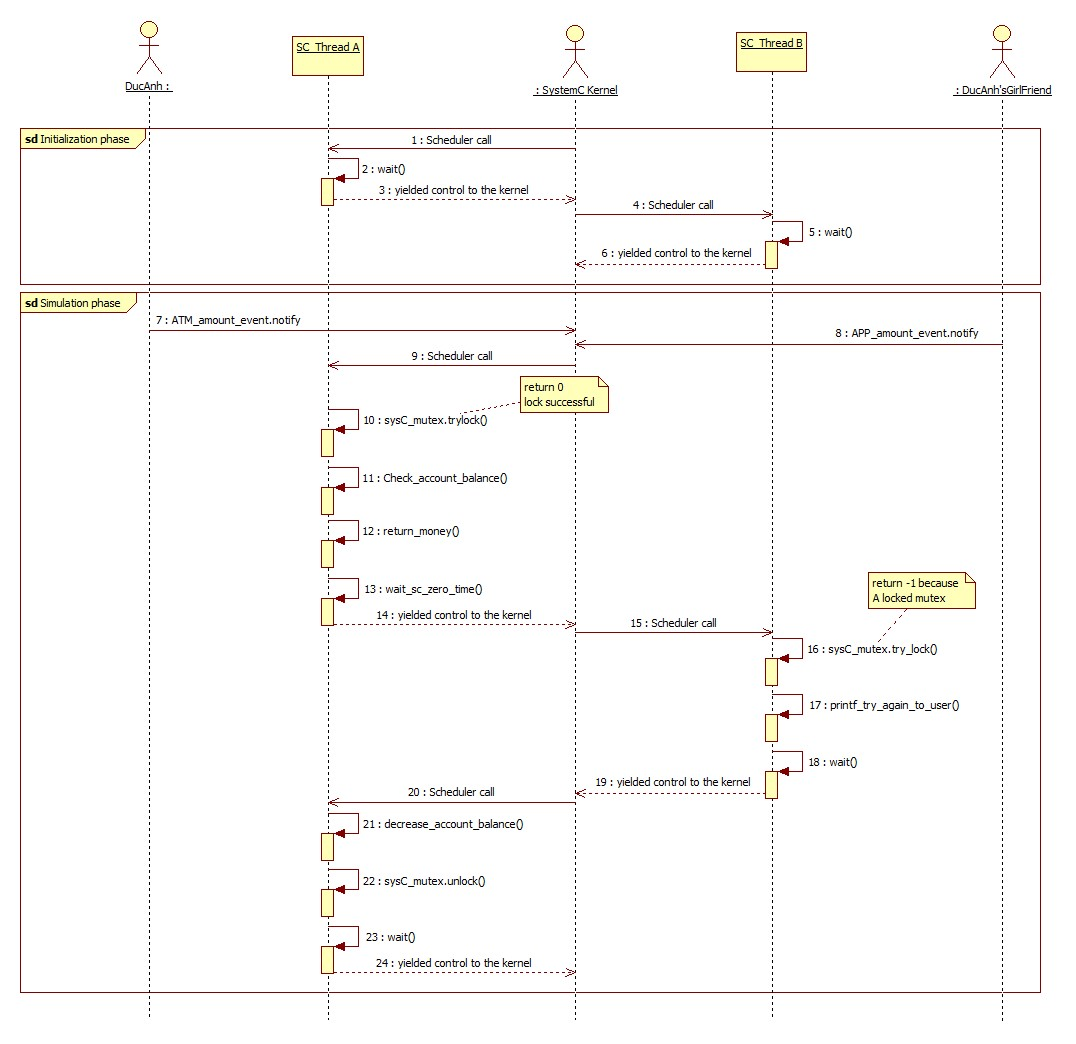 DucAnh :
SC_Thread A
: SystemC Kernel
SC_Thread B
: DucAnh'sGirlFriend
sd Initialization phase
1 : Scheduler call
2 : wait()
3 : yielded control to the kernel
4 : Scheduler call
5 : wait()
6 : yielded control to the kernel
sd Simulation phase
7 : ATM_amount_event.notify
8 : APP_amount_event.notify
9 : Scheduler call
return 0
lock successful
10 : sysC_mutex.trylock()
11 : Check_account_balance()
12 : return_money()
13 : wait_sc_zero_time()
return -1 because
A locked mutex
14 : yielded control to the kernel
15 : Scheduler call
16 : sysC_mutex.try_lock()
17 : printf_try_again_to_user()
18 : wait()
19 : yielded control to the kernel
20 : Scheduler call
21 : decrease_account_balance()
22 : sysC_mutex.unlock()
23 : wait()
24 : yielded control to the kernel